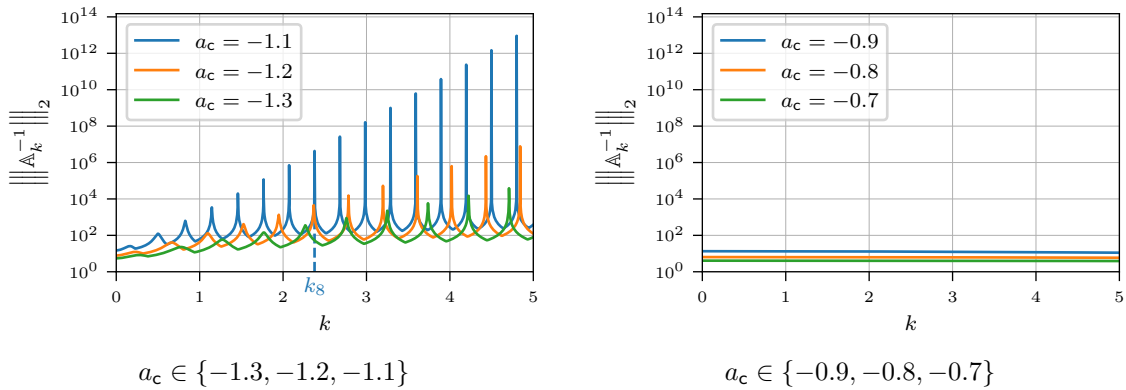 10^14
10^12
10^10
10^8
10^6
10^4
10^2
10^0
|||𝔸_k^{-1}|||_2
a_c = −1.1
a_c = −1.2
a_c = −1.3
0 1 2 3 4 5
k_8
k
a_c ∈ {−1.3, −1.2, −1.1}
10^14
10^12
10^10
10^8
10^6
10^4
10^2
10^0
|||𝔸_k^{-1}|||_2
a_c = −0.9
a_c = −0.8
a_c = −0.7
0 1 2 3 4 5
k
a_c ∈ {−0.9, −0.8, −0.7}